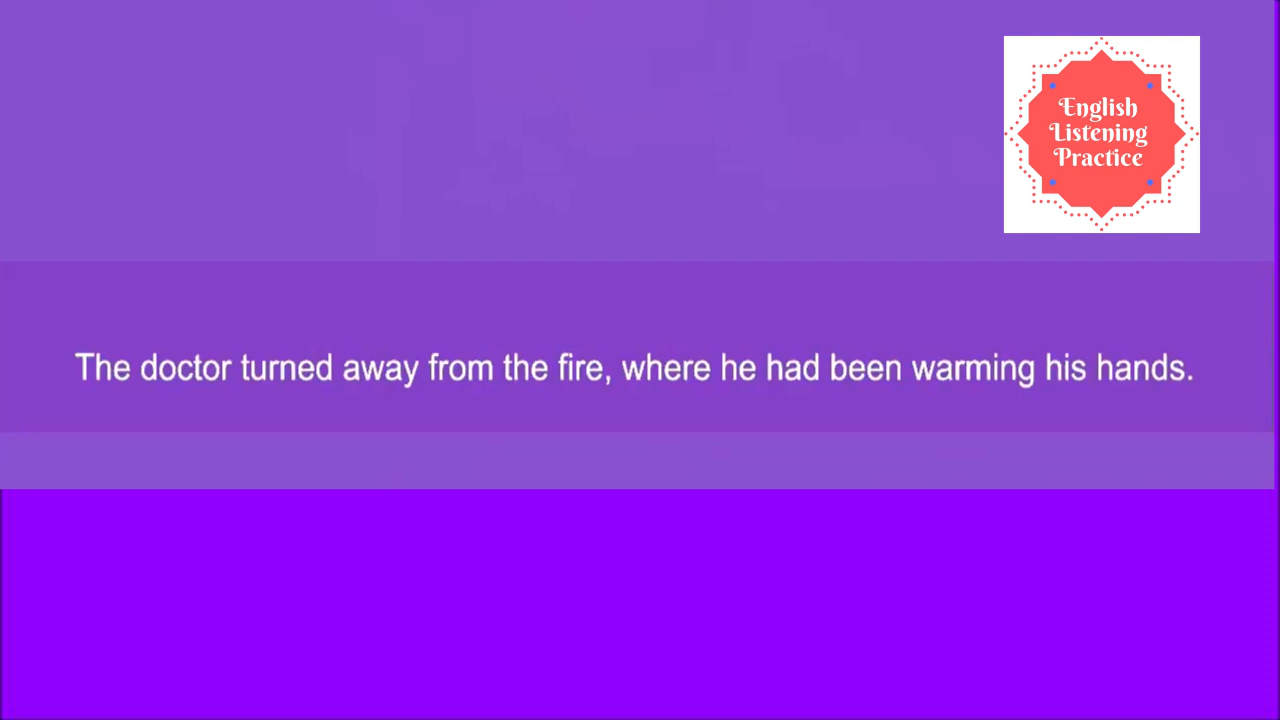 English
Listening
Practice
The doctor turned away from the fire, where he had been warming his hands.